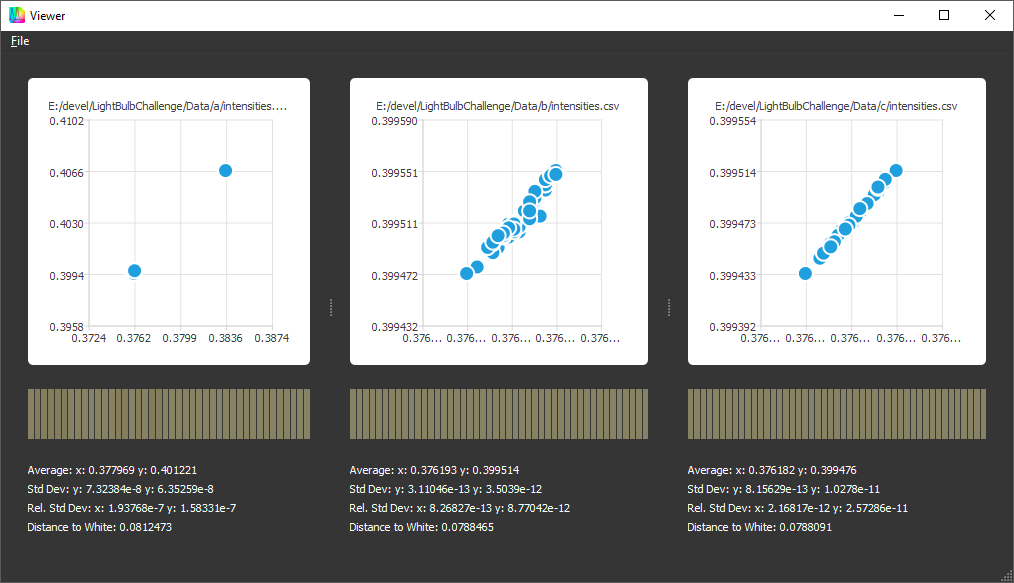 Viewer
File
E:/devel/LightBulbChallenge/Data/a/intensities....
0.4102
0.4066
0.4030
0.3994
0.3958
0.3724 0.3762 0.3799 0.3836 0.3874
E:/devel/LightBulbChallenge/Data/b/intensities.csv
0.399590
0.399551
0.399511
0.399472
0.399432
0.376... 0.376... 0.376... 0.376... 0.376...
E:/devel/LightBulbChallenge/Data/c/intensities.csv
0.399554
0.399514
0.399473
0.399433
0.399392
0.376... 0.376... 0.376... 0.376... 0.376...
Average: x: 0.377969 y: 0.401221
Std Dev: y: 7.32384e-8 y: 6.35259e-8
Rel. Std Dev: x: 1.93768e-7 y: 1.58331e-7
Distance to White: 0.0812473
Average: x: 0.376193 y: 0.399514
Std Dev: y: 3.11046e-13 y: 3.5039e-12
Rel. Std Dev: x: 8.26827e-13 y: 8.77042e-12
Distance to White: 0.0788465
Average: x: 0.376182 y: 0.399476
Std Dev: y: 8.15629e-13 y: 1.0278e-11
Rel. Std Dev: x: 2.16817e-12 y: 2.57286e-11
Distance to White: 0.0788091